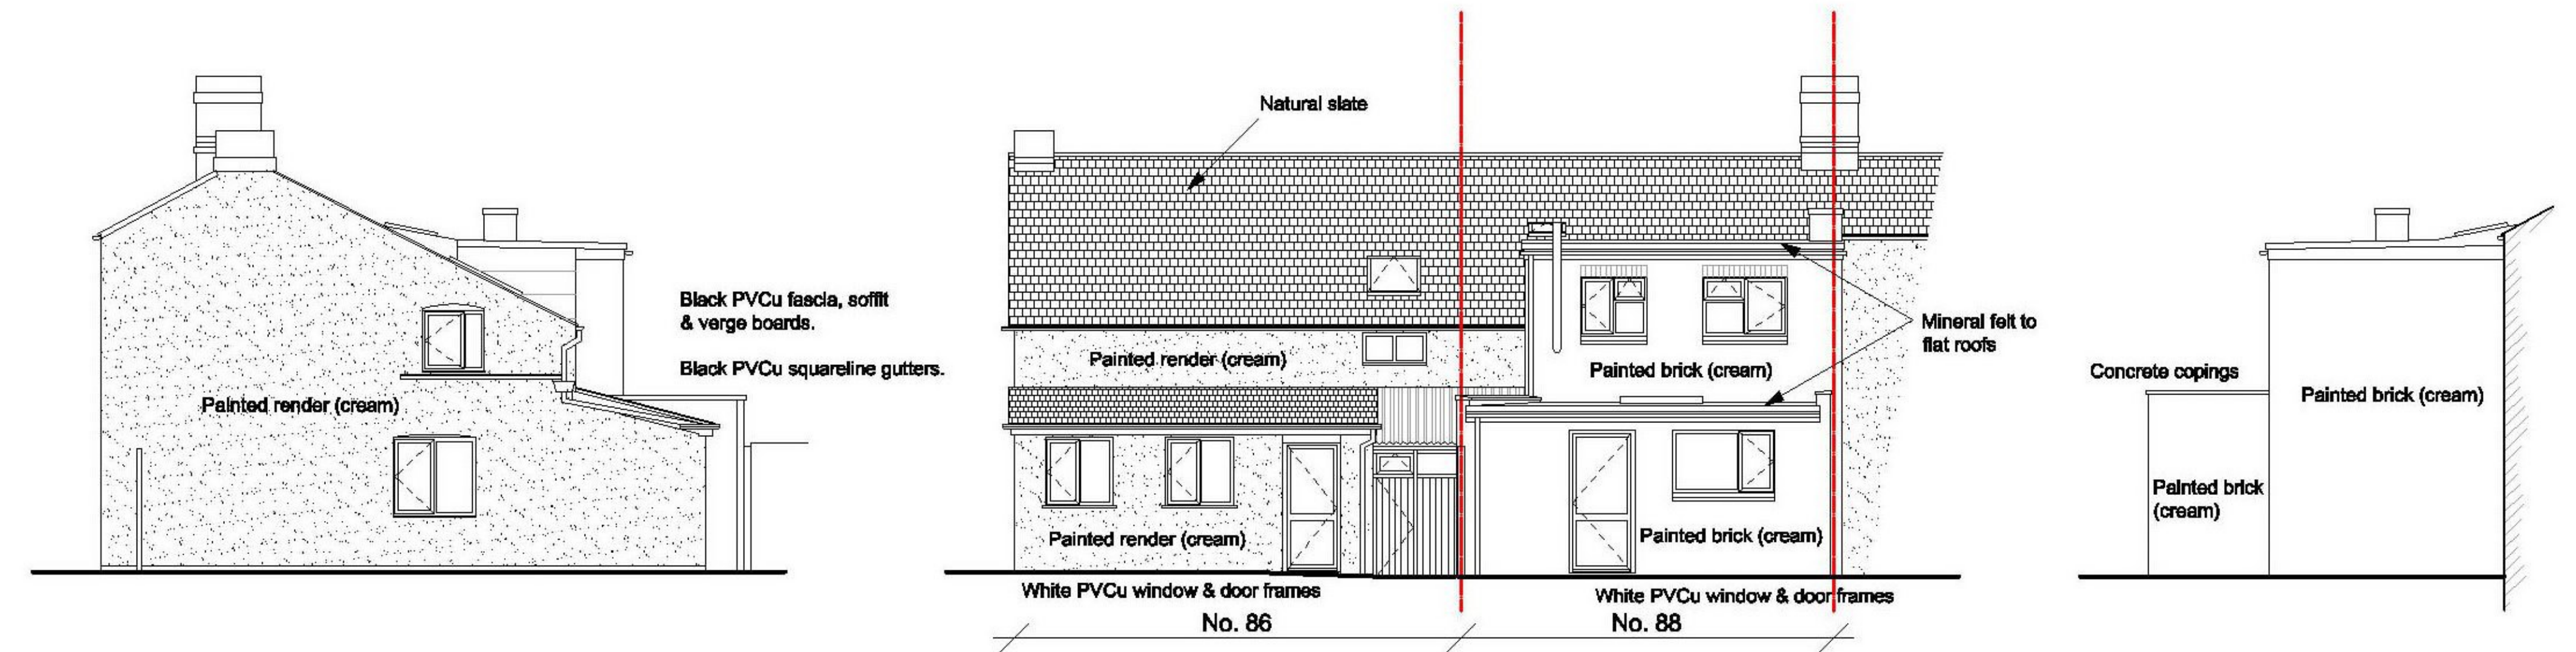 Black PVCu fascia, soffit
& verge boards.
Black PVCu squareline gutters.
Painted render (cream)
Natural slate
Painted render (cream)
Painted brick (cream)
Mineral felt to
flat roofs
Painted render (cream)
Painted brick (cream)
White PVCu window & door frames
White PVCu window & door frames
No. 86
No. 88
Concrete copings
Painted brick (cream)
Painted brick
(cream)